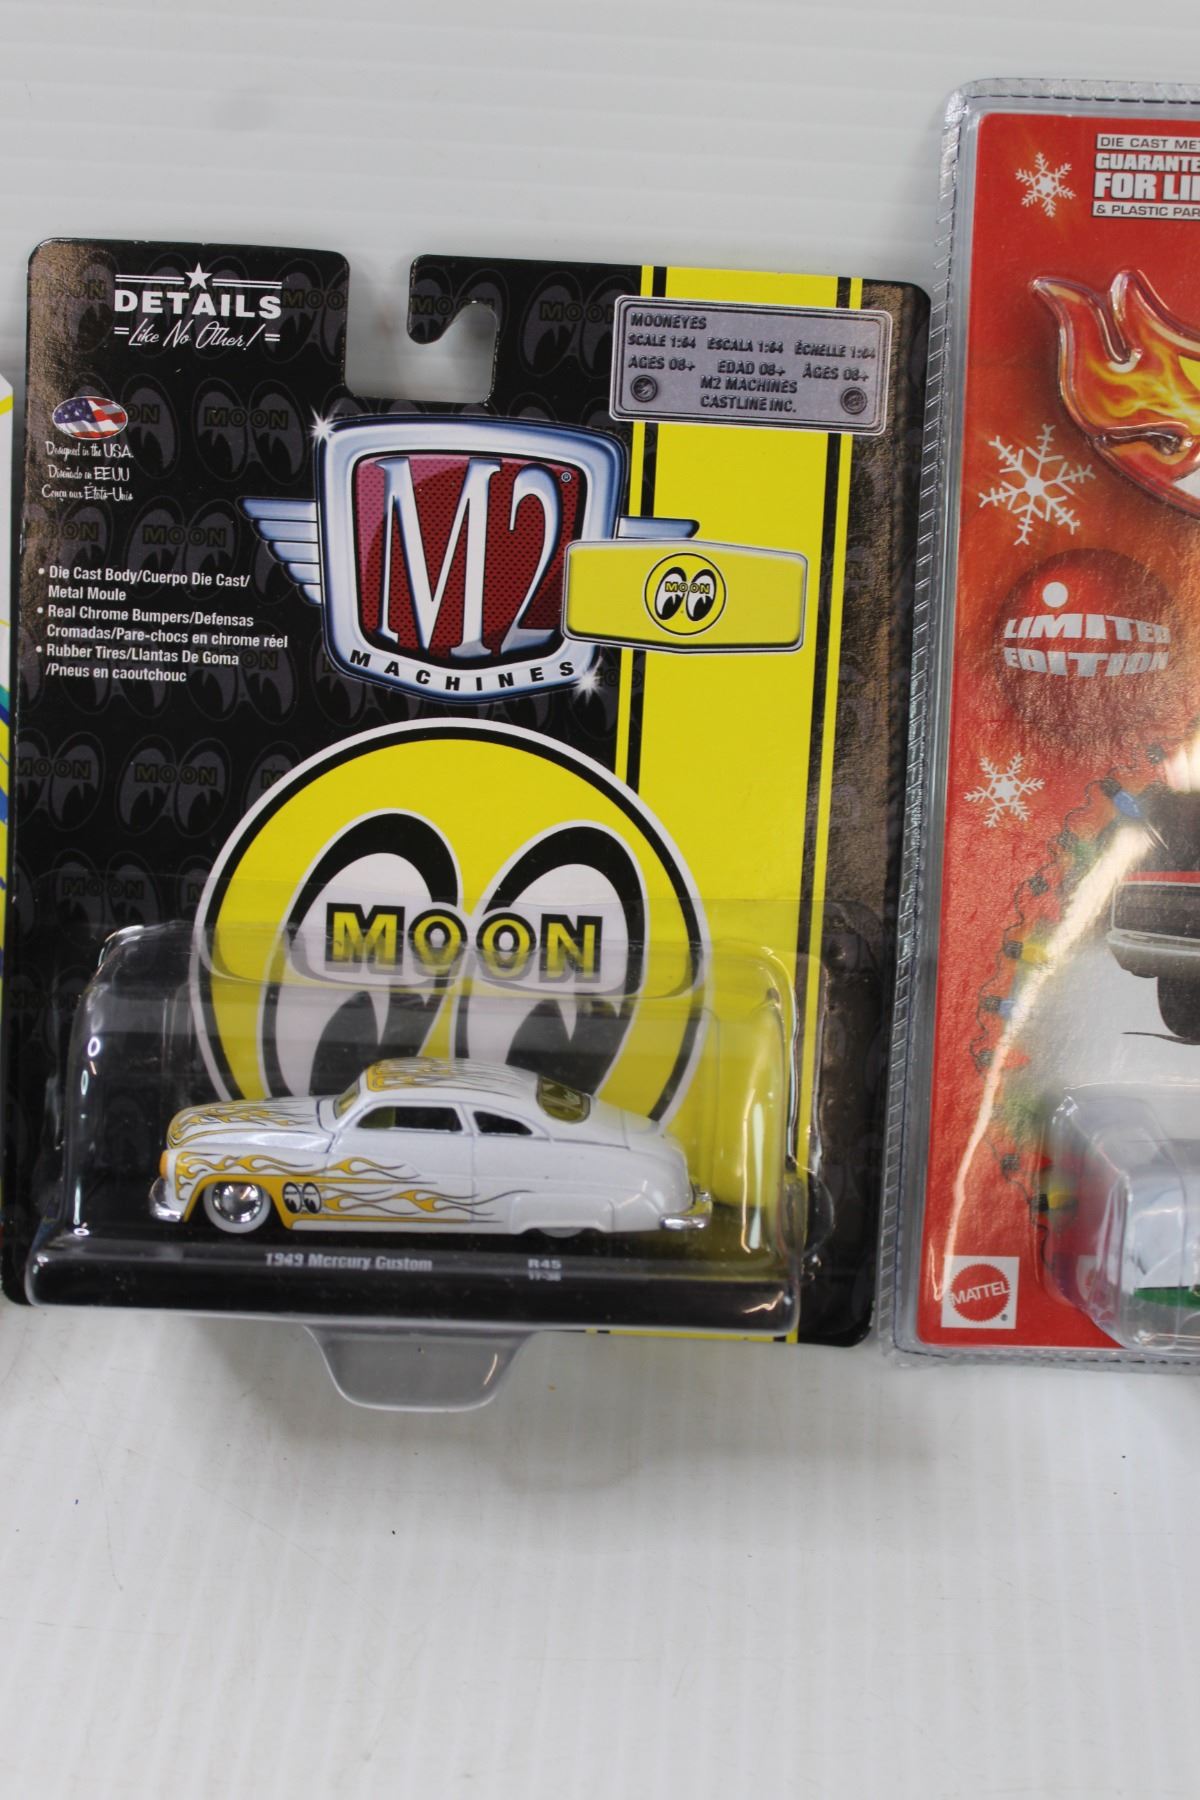 ★
DETAILS
=Like No Other!=
Designed in the USA.
Diseñado en EEUU
Conçu aux États-Unis
• Die Cast Body/Cuerpo Die Cast/
Metal Moule
• Real Chrome Bumpers/Defensas
Cromadas/Pare-chocs en chrome réel
• Rubber Tires/Llantas De Goma
/Pneus en caoutchouc
MOONEYES
SCALE 1:64 ESCALA 1:64 ÉCHELLE 1:64
AGES 08+ EDAD 08+ ÂGES 08+
M2 MACHINES
CASTLINE INC.
M2®
MACHINES
MOON
MOON
1949 Mercury Custom R45
17-36
DIE CAST MET
GUARANTE
FOR LI
& PLASTIC PAR
LIMITED
EDITION
MATTEL®